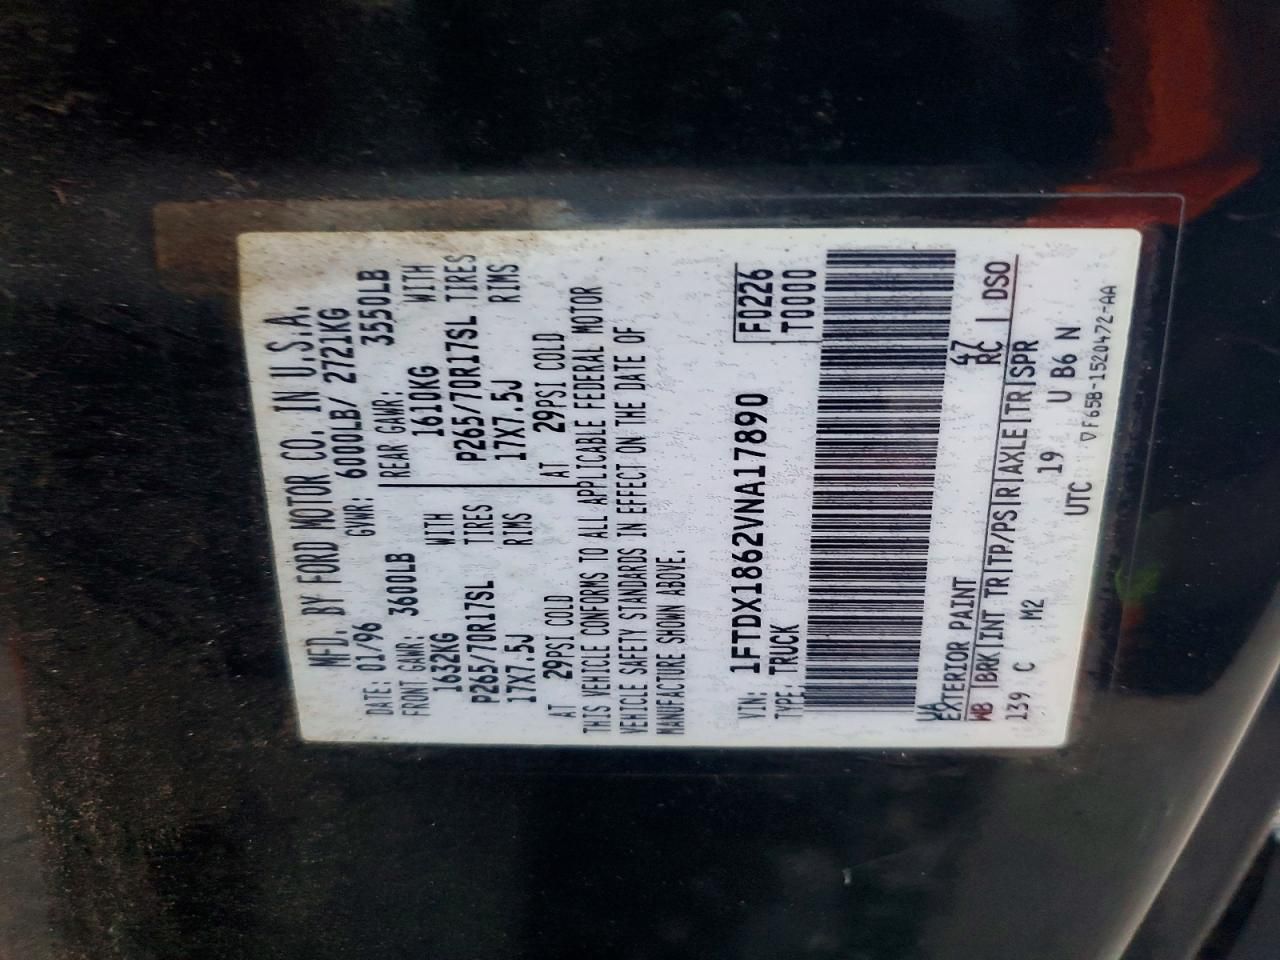 MFD. BY FORD MOTOR CO. IN U.S.A.
DATE: 01/96 GVWR: 6000LB/ 2721KG
FRONT GAWR: 3600LB REAR GAWR: 3550LB
1632KG WITH 1610KG WITH
P265/70R17SL TIRES P265/70R17SL TIRES
17X7.5J RIMS 17X7.5J RIMS
AT 29PSI COLD AT 29PSI COLD
THIS VEHICLE CONFORMS TO ALL APPLICABLE FEDERAL MOTOR
VEHICLE SAFETY STANDARDS IN EFFECT ON THE DATE OF
MANUFACTURE SHOWN ABOVE.
VIN: 1FTDX1862VNA17890 F0226
TYPE: TRUCK T0000
UA 47
EXTERIOR PAINT RC DSO
WB BRK INT TR TP/PS R AXLE TR SPR
139 C M2 19 U B6 N
UTC ▽F65B-1520472-AA